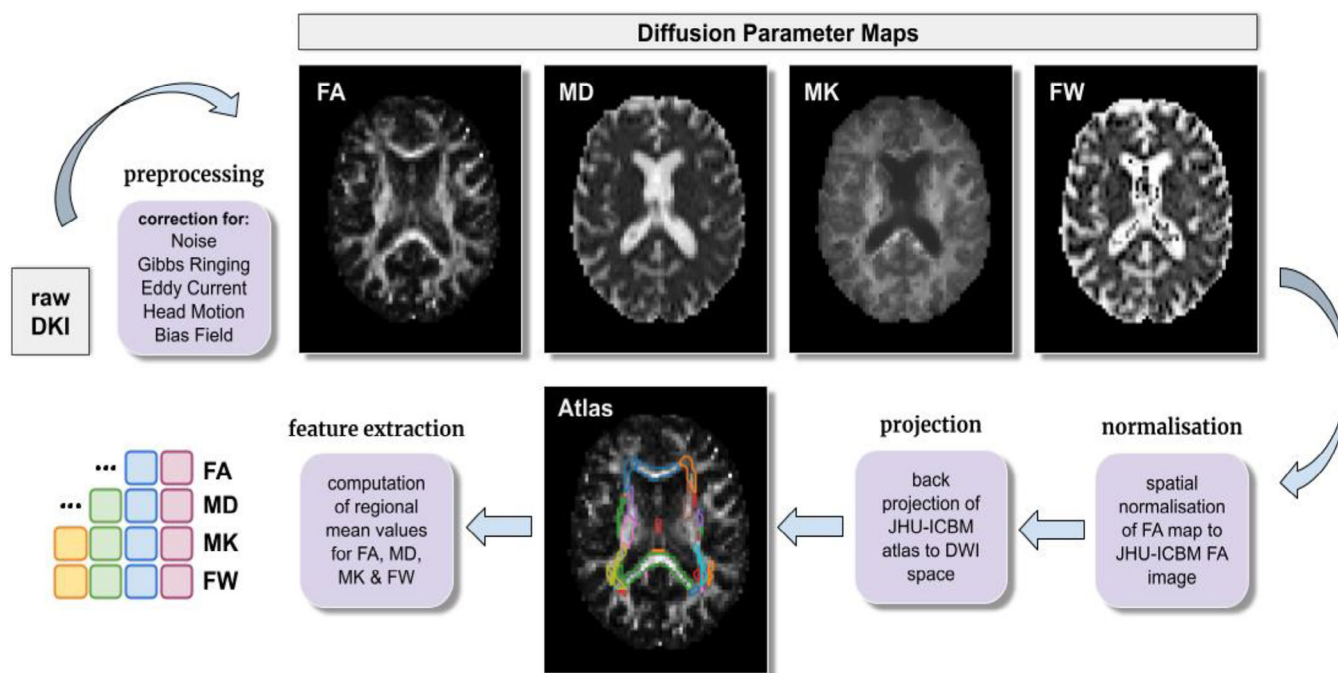 Diffusion Parameter Maps
FA
MD
MK
FW
preprocessing
correction for:
Noise
Gibbs Ringing
Eddy Current
Head Motion
Bias Field
raw
DKI
Atlas
normalisation
spatial
normalisation
of FA map to
JHU-ICBM FA
image
projection
back
projection of
JHU-ICBM
atlas to DWI
space
feature extraction
computation
of regional
mean values
for FA, MD,
MK & FW
... FA
... MD
MK
FW